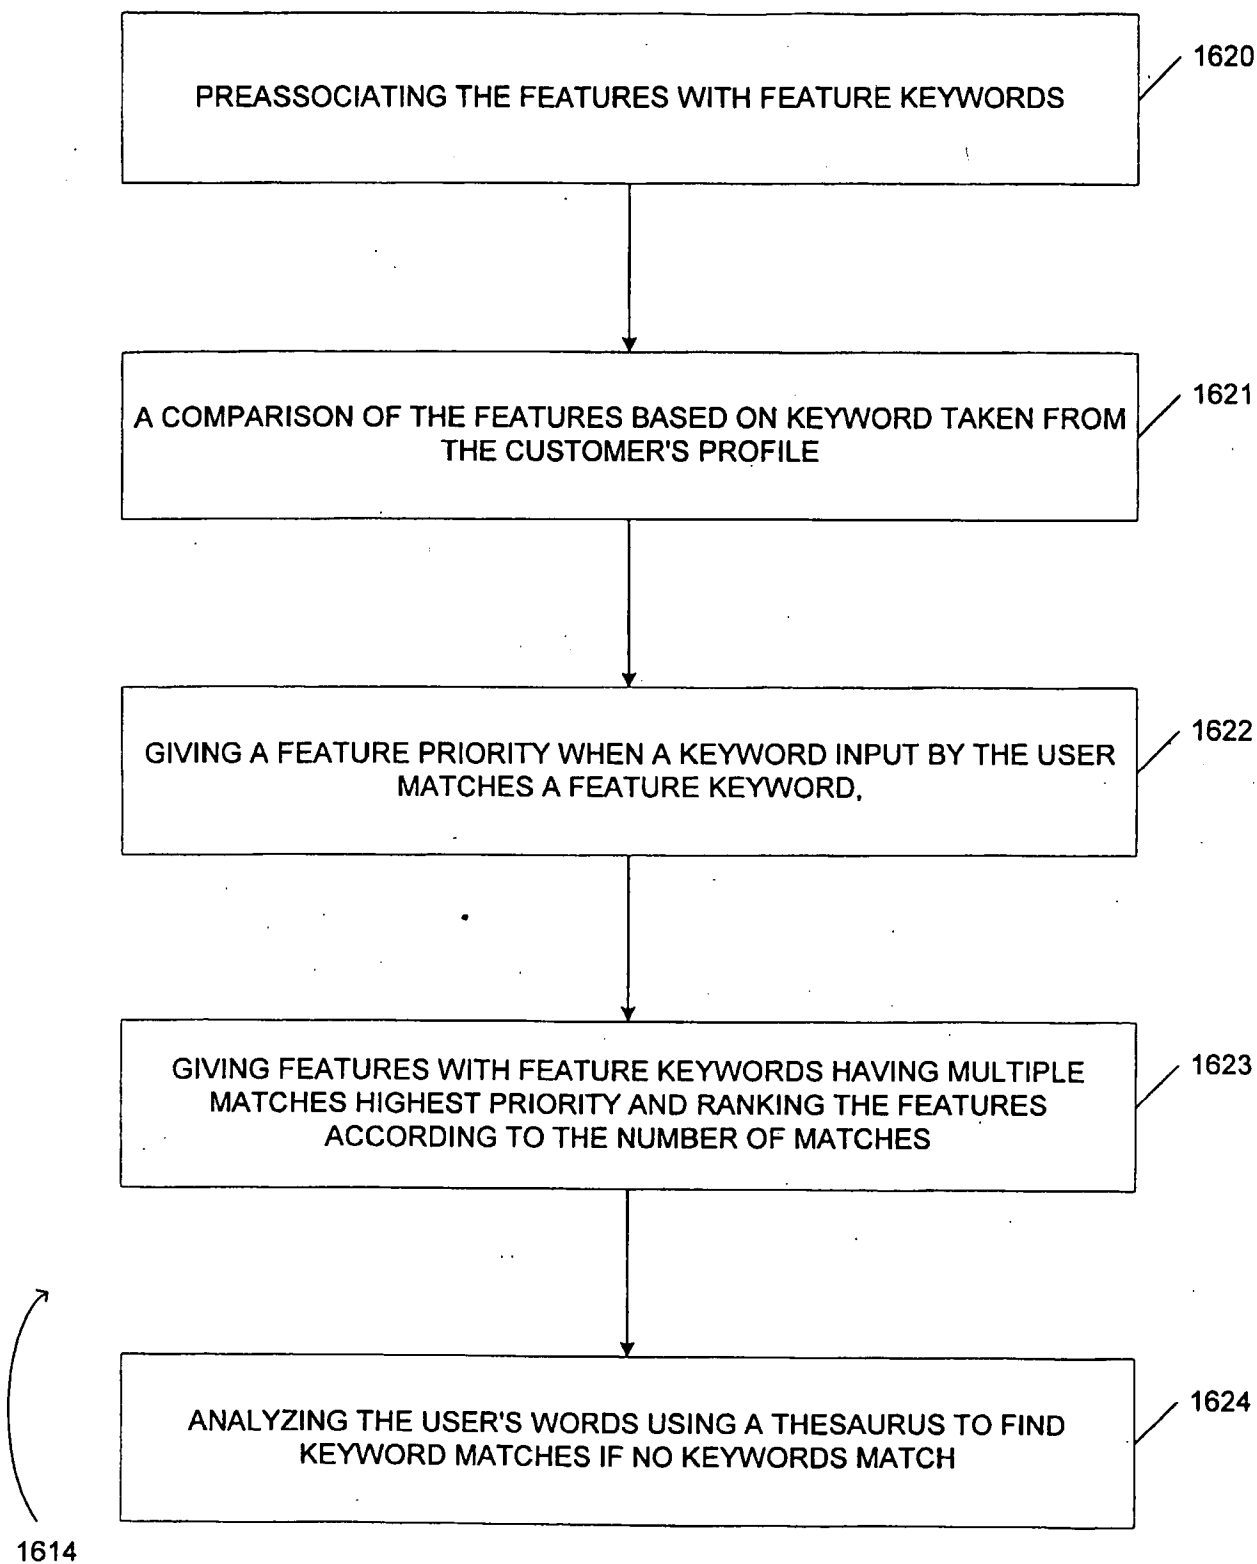 PREASSOCIATING THE FEATURES WITH FEATURE KEYWORDS
1620
A COMPARISON OF THE FEATURES BASED ON KEYWORD TAKEN FROM
THE CUSTOMER'S PROFILE
1621
GIVING A FEATURE PRIORITY WHEN A KEYWORD INPUT BY THE USER
MATCHES A FEATURE KEYWORD,
1622
GIVING FEATURES WITH FEATURE KEYWORDS HAVING MULTIPLE
MATCHES HIGHEST PRIORITY AND RANKING THE FEATURES
ACCORDING TO THE NUMBER OF MATCHES
1623
ANALYZING THE USER'S WORDS USING A THESAURUS TO FIND
KEYWORD MATCHES IF NO KEYWORDS MATCH
1624
1614